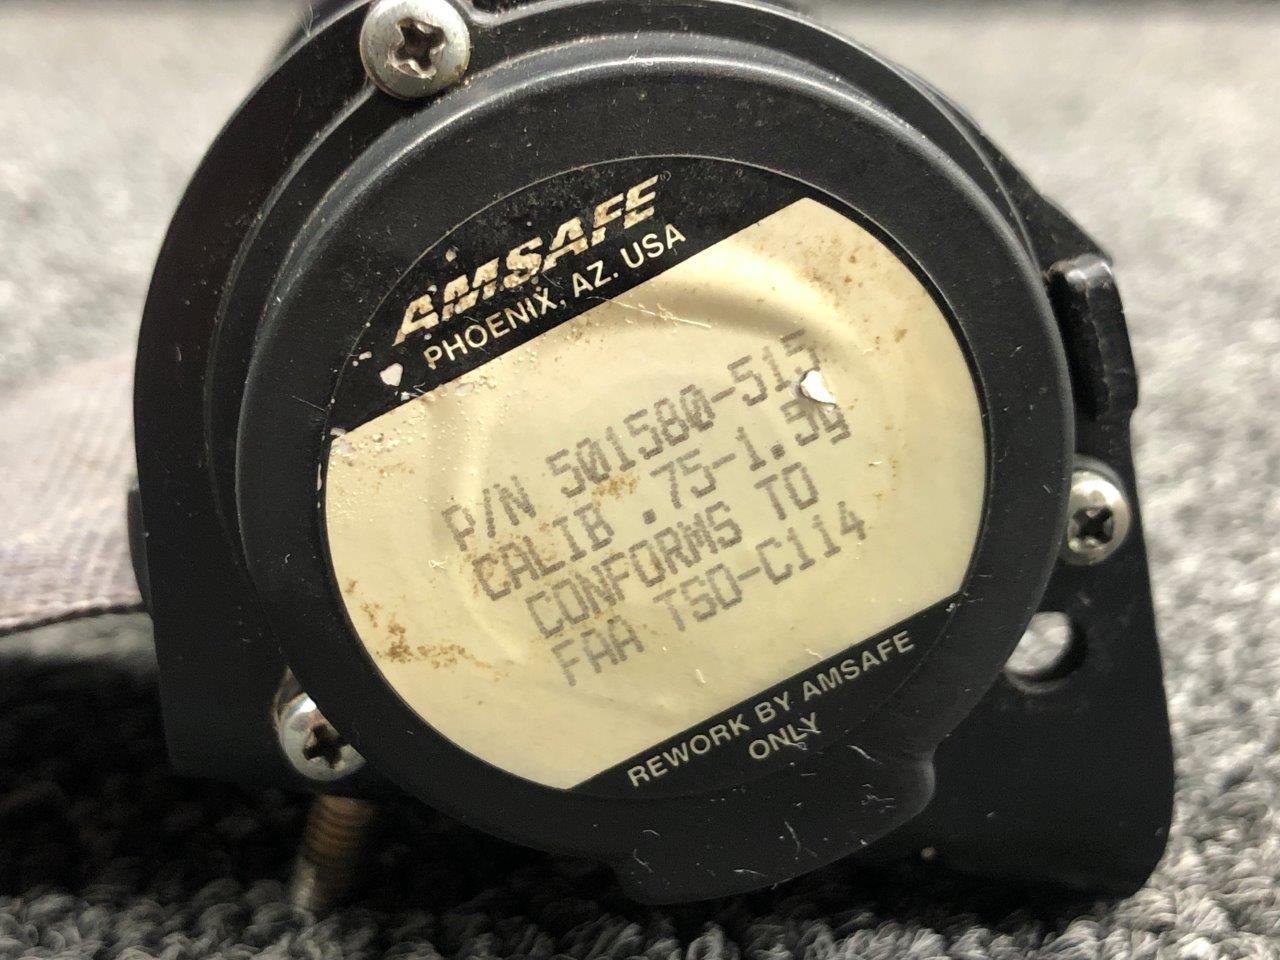 AMSAFE®
PHOENIX, AZ. USA
P/N 501580-515
CALIB .75-1.5g
CONFORMS TO
FAA TSO-C114
REWORK BY AMSAFE
ONLY